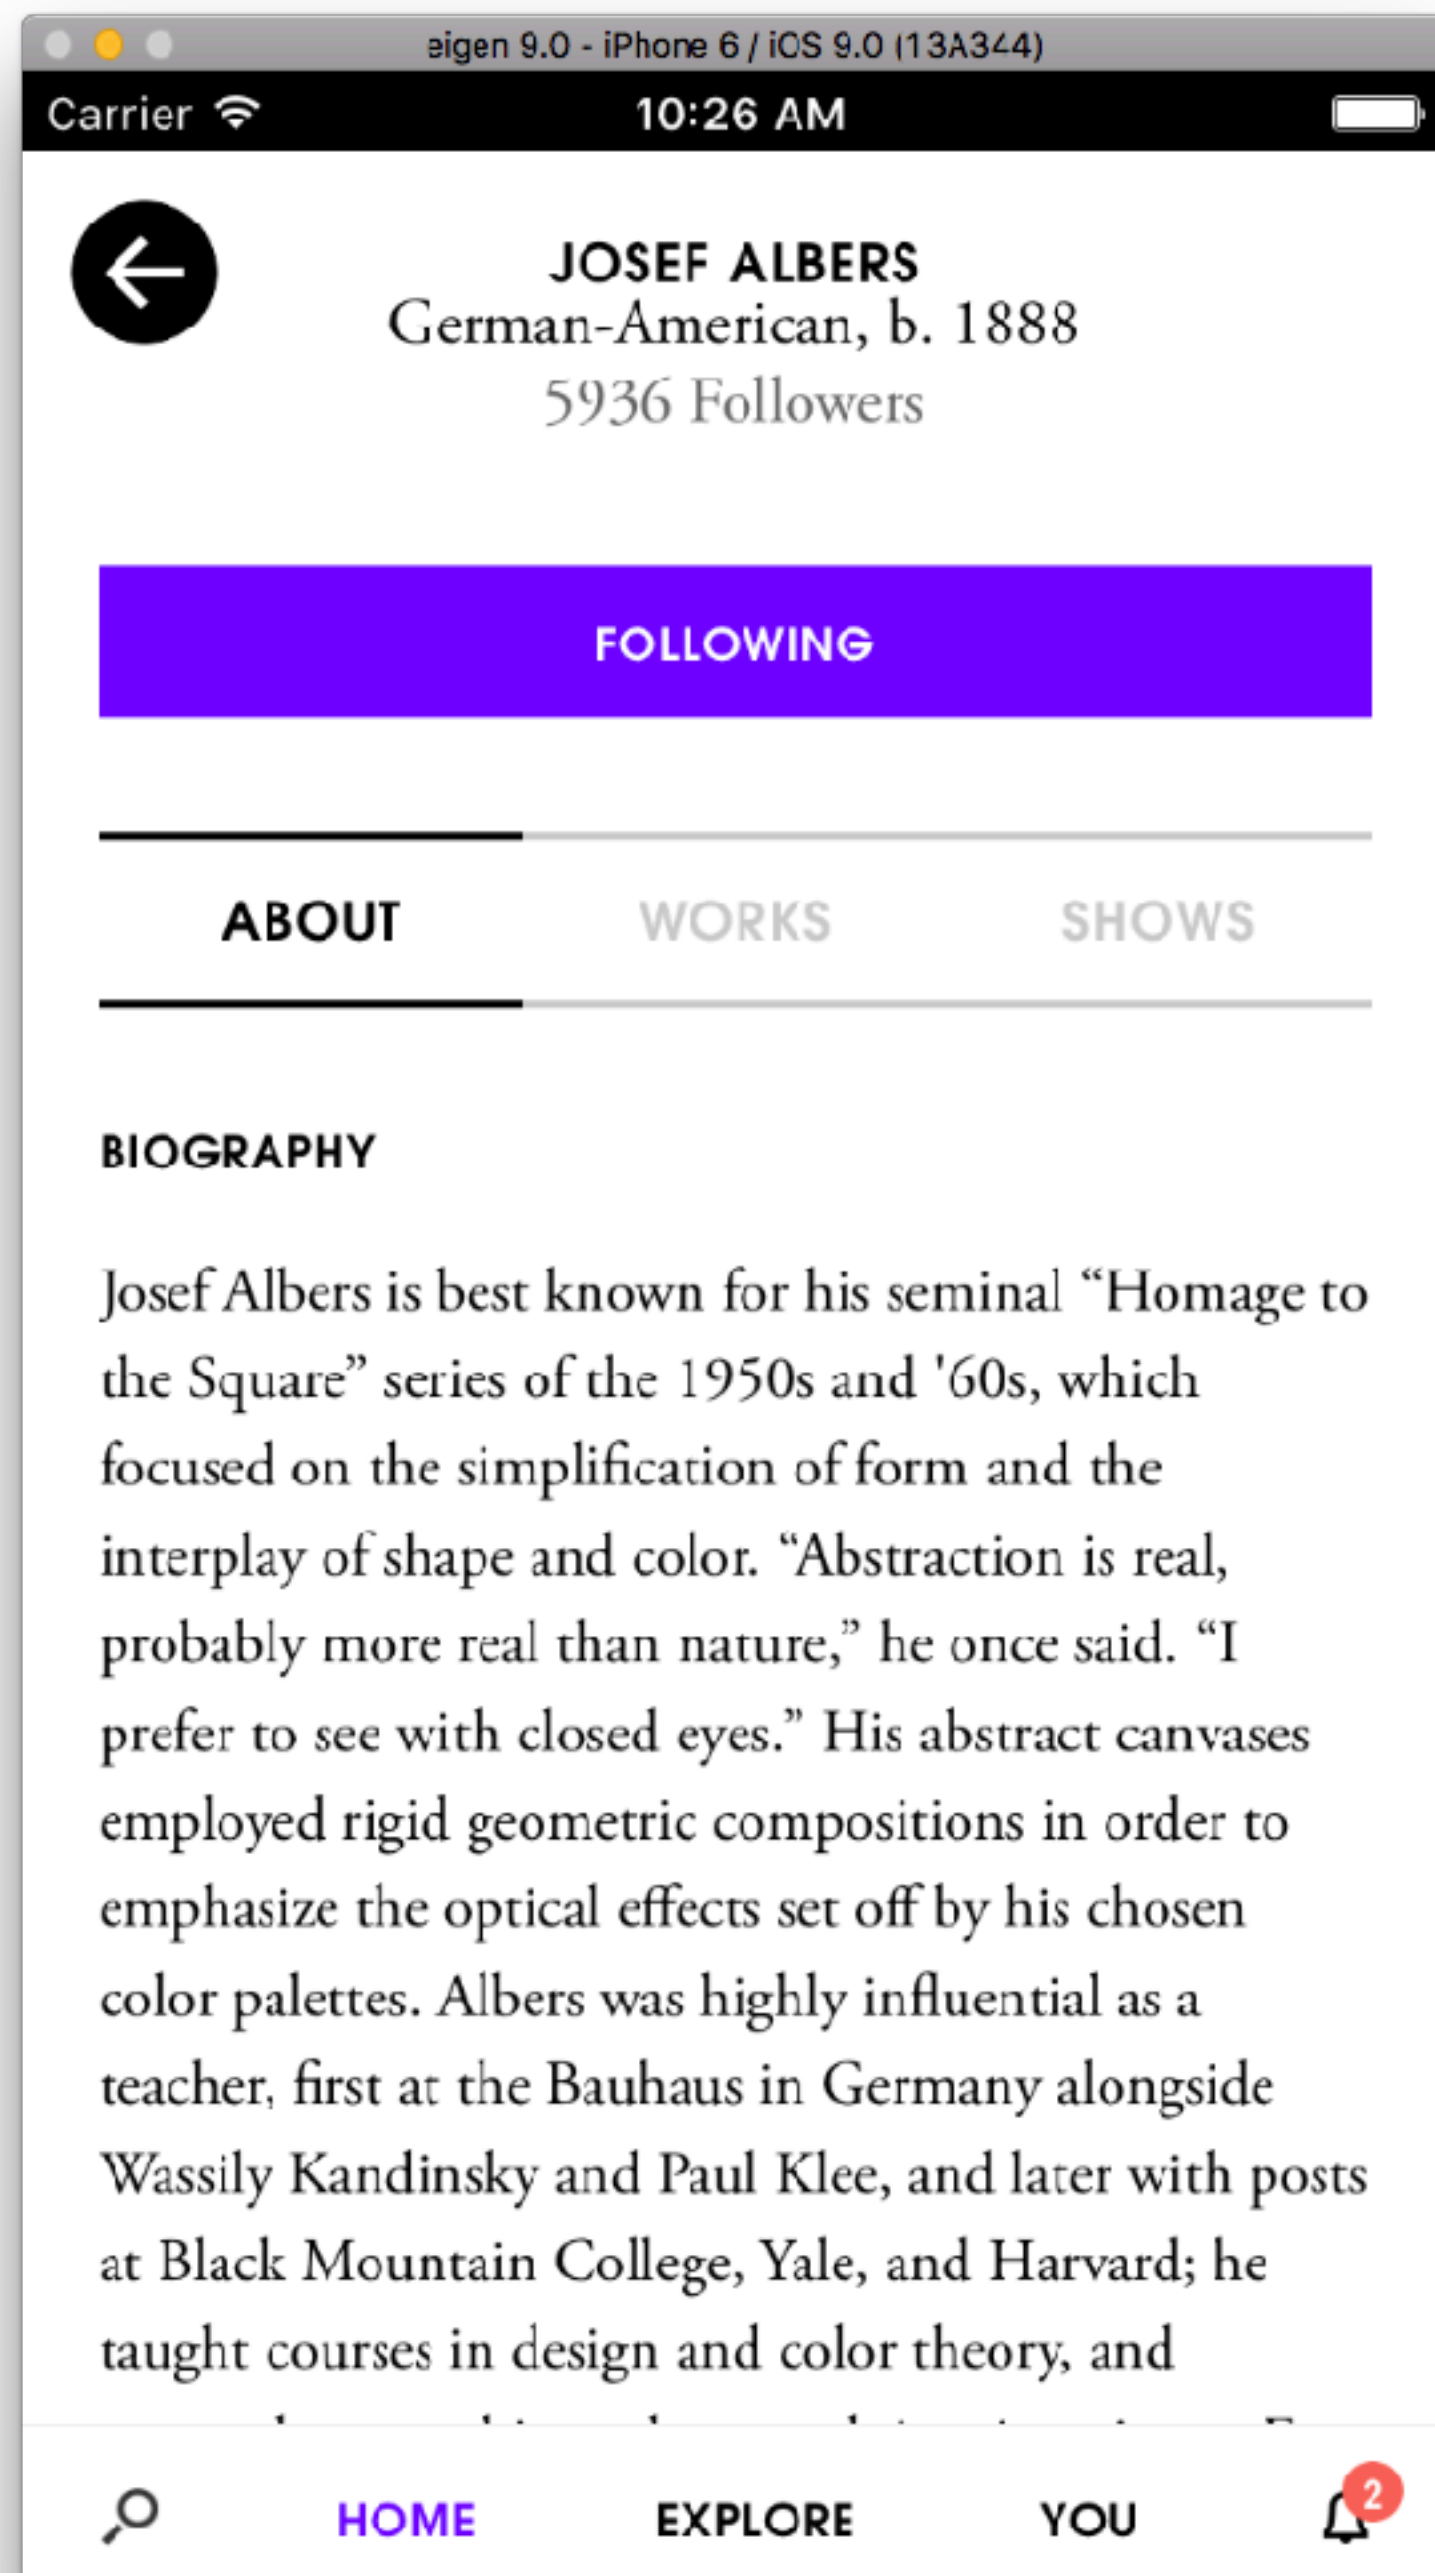 eigen 9.0 - iPhone 6 / iOS 9.0 (13A344)
Carrier 10:26 AM
JOSEF ALBERS
German-American, b. 1888
5936 Followers
FOLLOWING
ABOUT WORKS SHOWS
BIOGRAPHY
Josef Albers is best known for his seminal “Homage to
the Square” series of the 1950s and '60s, which
focused on the simplification of form and the
interplay of shape and color. “Abstraction is real,
probably more real than nature,” he once said. “I
prefer to see with closed eyes.” His abstract canvases
employed rigid geometric compositions in order to
emphasize the optical effects set off by his chosen
color palettes. Albers was highly influential as a
teacher, first at the Bauhaus in Germany alongside
Wassily Kandinsky and Paul Klee, and later with posts
at Black Mountain College, Yale, and Harvard; he
taught courses in design and color theory, and
HOME EXPLORE YOU 2